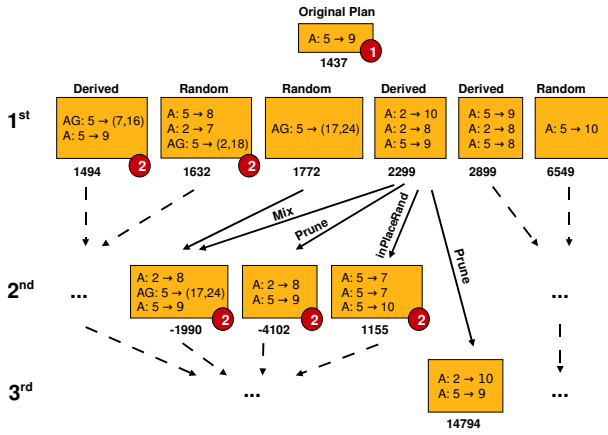 Original Plan
A: 5 → 9
1
1437
Derived Random Random Derived Derived Random
1st
AG: 5 → (7,16)
A: 5 → 9
2
1494
A: 5 → 8
A: 2 → 7
AG: 5 → (2,18)
2
1632
AG: 5 → (17,24)
1772
A: 2 → 10
A: 2 → 8
A: 5 → 9
2299
A: 5 → 9
A: 2 → 8
A: 5 → 8
2899
A: 5 → 10
6549
Mix
Prune
inPlaceRand
Prune
2nd
...
A: 2 → 8
AG: 5 → (17,24)
A: 5 → 9
2
-1990
A: 2 → 8
A: 5 → 9
2
-4102
A: 5 → 7
A: 5 → 7
A: 5 → 10
2
1155
...
3rd
...
A: 2 → 10
A: 5 → 9
14794
...